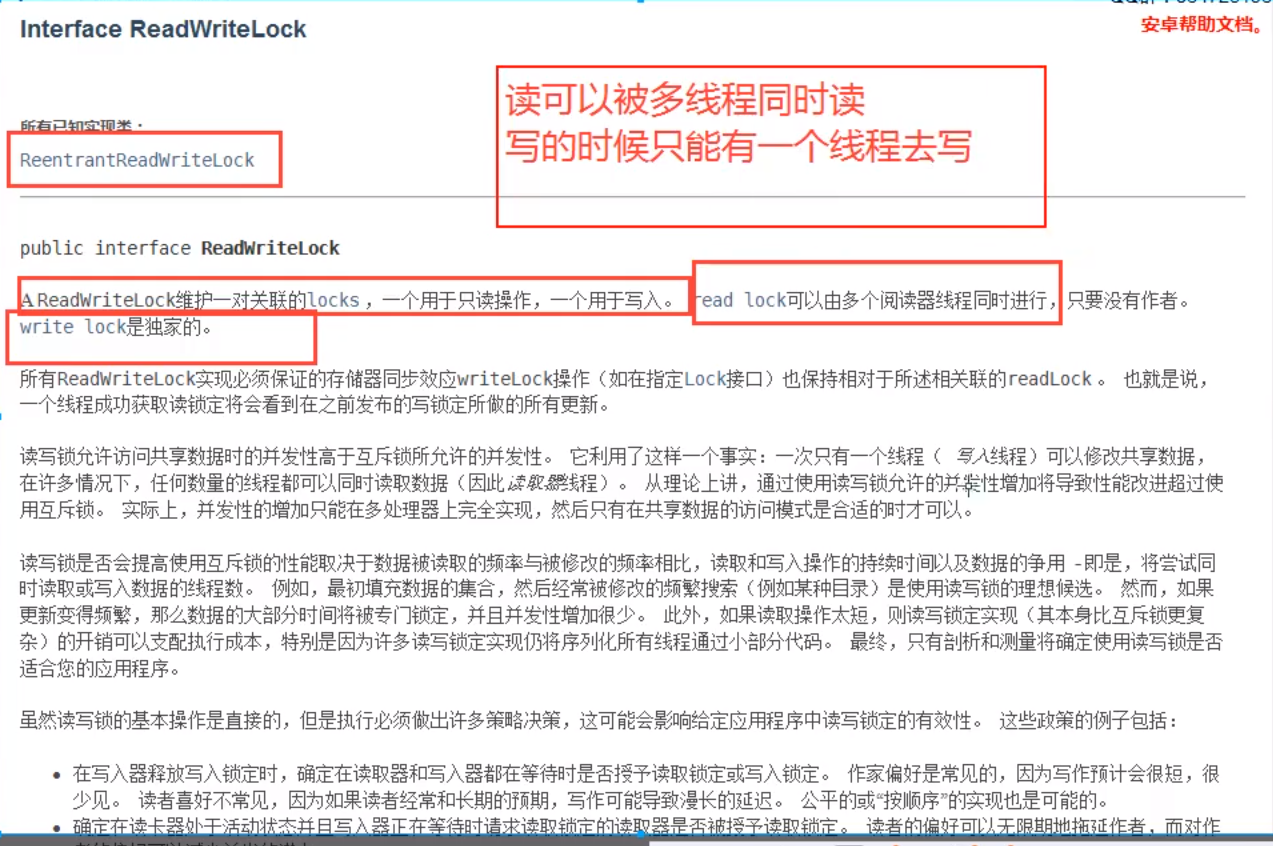 Interface ReadWriteLock
安卓帮助文档。
所有已知实现类：
ReentrantReadWriteLock
读可以被多线程同时读
写的时候只能有一个线程去写
public interface ReadWriteLock
A ReadWriteLock维护一对关联的locks ，一个用于只读操作，一个用于写入。 read lock可以由多个阅读器线程同时进行，只要没有作者。
write lock是独家的。
所有ReadWriteLock实现必须保证的存储器同步效应writeLock操作（如在指定Lock接口）也保持相对于所述相关联的readLock 。 也就是说，
一个线程成功获取读锁定将会看到在之前发布的写锁定所做的所有更新。
读写锁允许访问共享数据时的并发性高于互斥锁所允许的并发性。 它利用了这样一个事实：一次只有一个线程（ 写入线程）可以修改共享数据，
在许多情况下，任何数量的线程都可以同时读取数据（因此读取器线程）。 从理论上讲，通过使用读写锁允许的并发性增加将导致性能改进超过使
用互斥锁。 实际上，并发性的增加只能在多处理器上完全实现，然后只有在共享数据的访问模式是合适的时才可以。
读写锁是否会提高使用互斥锁的性能取决于数据被读取的频率与被修改的频率相比，读取和写入操作的持续时间以及数据的争用 -即是，将尝试同
时读取或写入数据的线程数。 例如，最初填充数据的集合，然后经常被修改的频繁搜索（例如某种目录）是使用读写锁的理想候选。 然而，如果
更新变得频繁，那么数据的大部分时间将被专门锁定，并且并发性增加很少。 此外，如果读取操作太短，则读写锁定实现（其本身比互斥锁更复
杂）的开销可以支配执行成本，特别是因为许多读写锁定实现仍将序列化所有线程通过小部分代码。 最终，只有剖析和测量将确定使用读写锁是否
适合您的应用程序。
虽然读写锁的基本操作是直接的，但是执行必须做出许多策略决策，这可能会影响给定应用程序中读写锁定的有效性。 这些政策的例子包括：
• 在写入器释放写入锁定时，确定在读取器和写入器都在等待时是否授予读取锁定或写入锁定。 作家偏好是常见的，因为写作预计会很短，很
少见。 读者喜好不常见，因为如果读者经常和长期的预期，写作可能导致漫长的延迟。 公平的或“按顺序”的实现也是可能的。
• 确定在读卡器处于活动状态并且写入器正在等待时请求读取锁定的读取器是否被授予读取锁定。 读者的偏好可以无限期地拖延作者，而对作